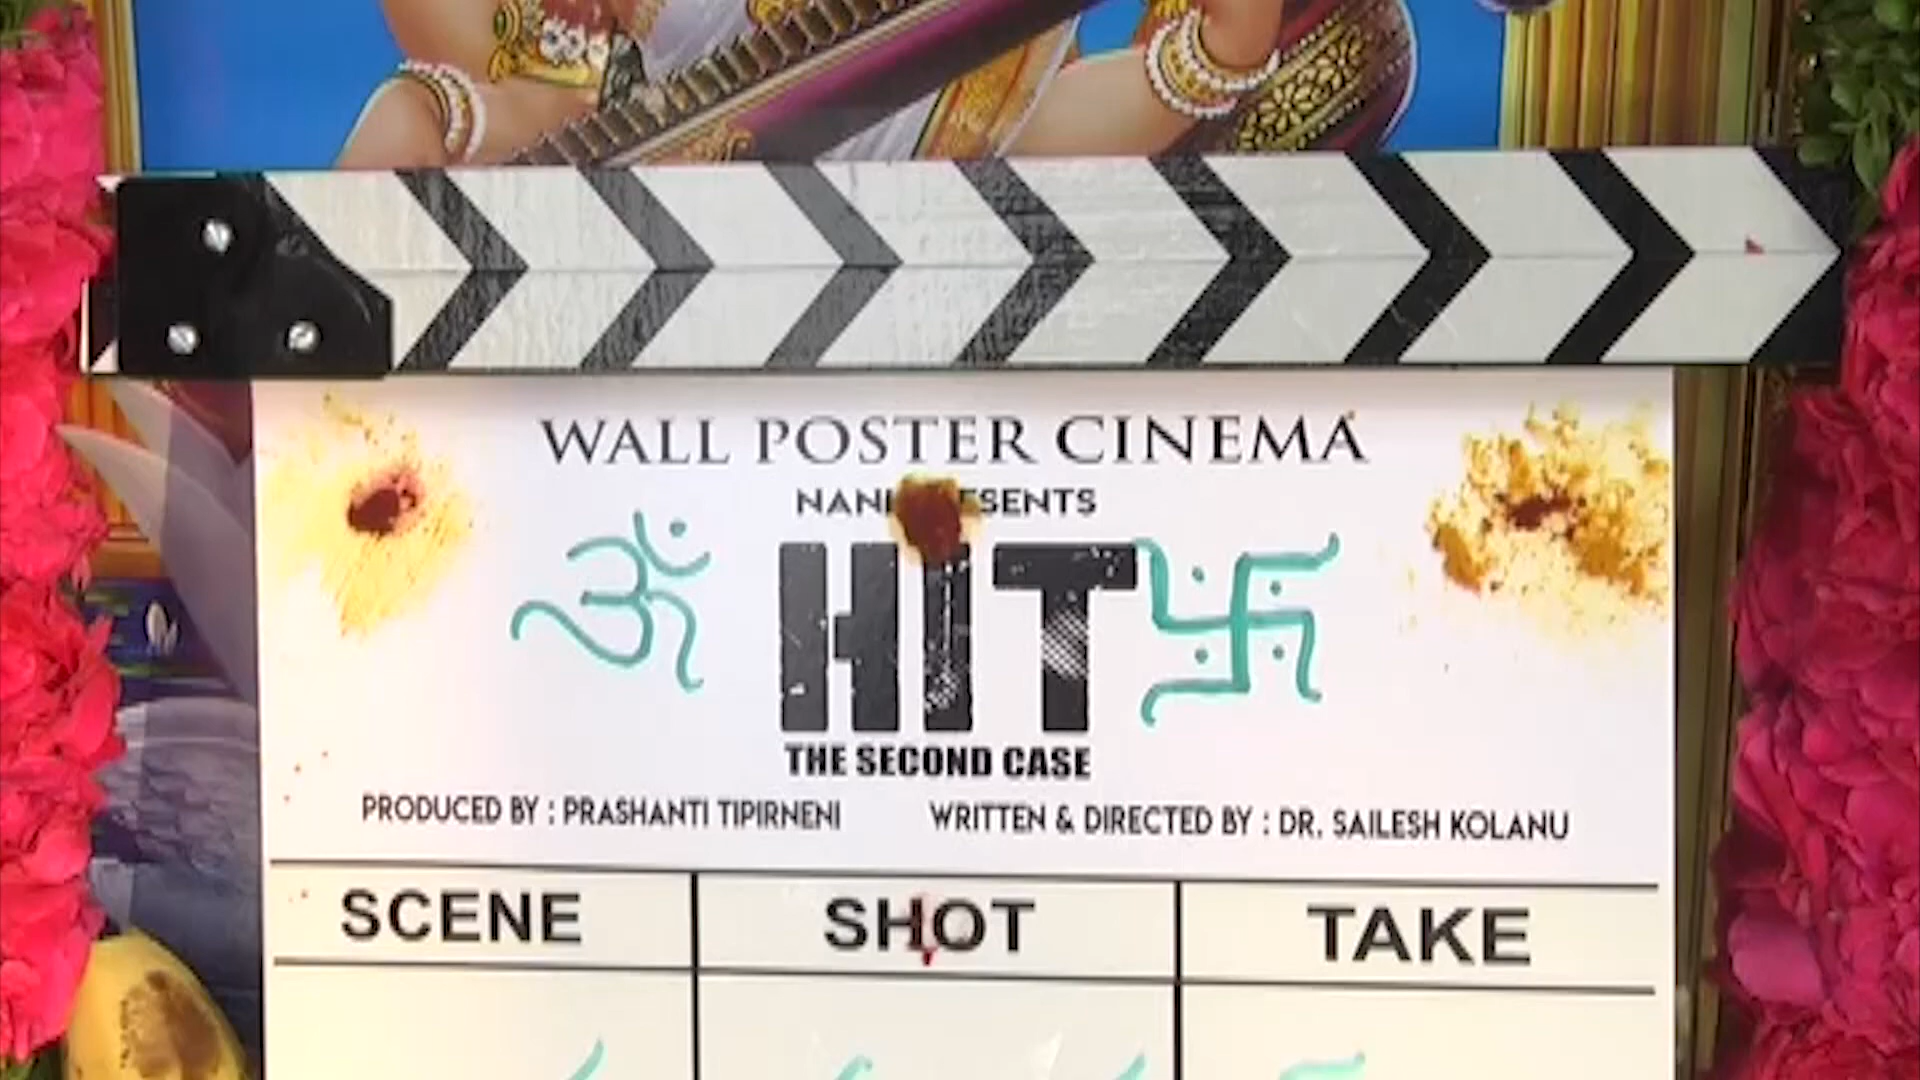 WALL POSTER CINEMA
NANI PRESENTS
ॐ HIT 卐
THE SECOND CASE
PRODUCED BY : PRASHANTI TIPIRNENI WRITTEN & DIRECTED BY : DR. SAILESH KOLANU
SCENE SHOT TAKE